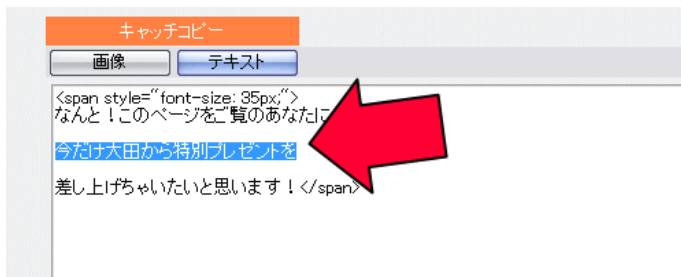 キャッチコピー
画像
テキスト
<span style="font-size: 35px;">
なんと！このページをご覧のあなたに
今だけ大田から特別プレゼントを
差し上げちゃいたいと思います！</span>